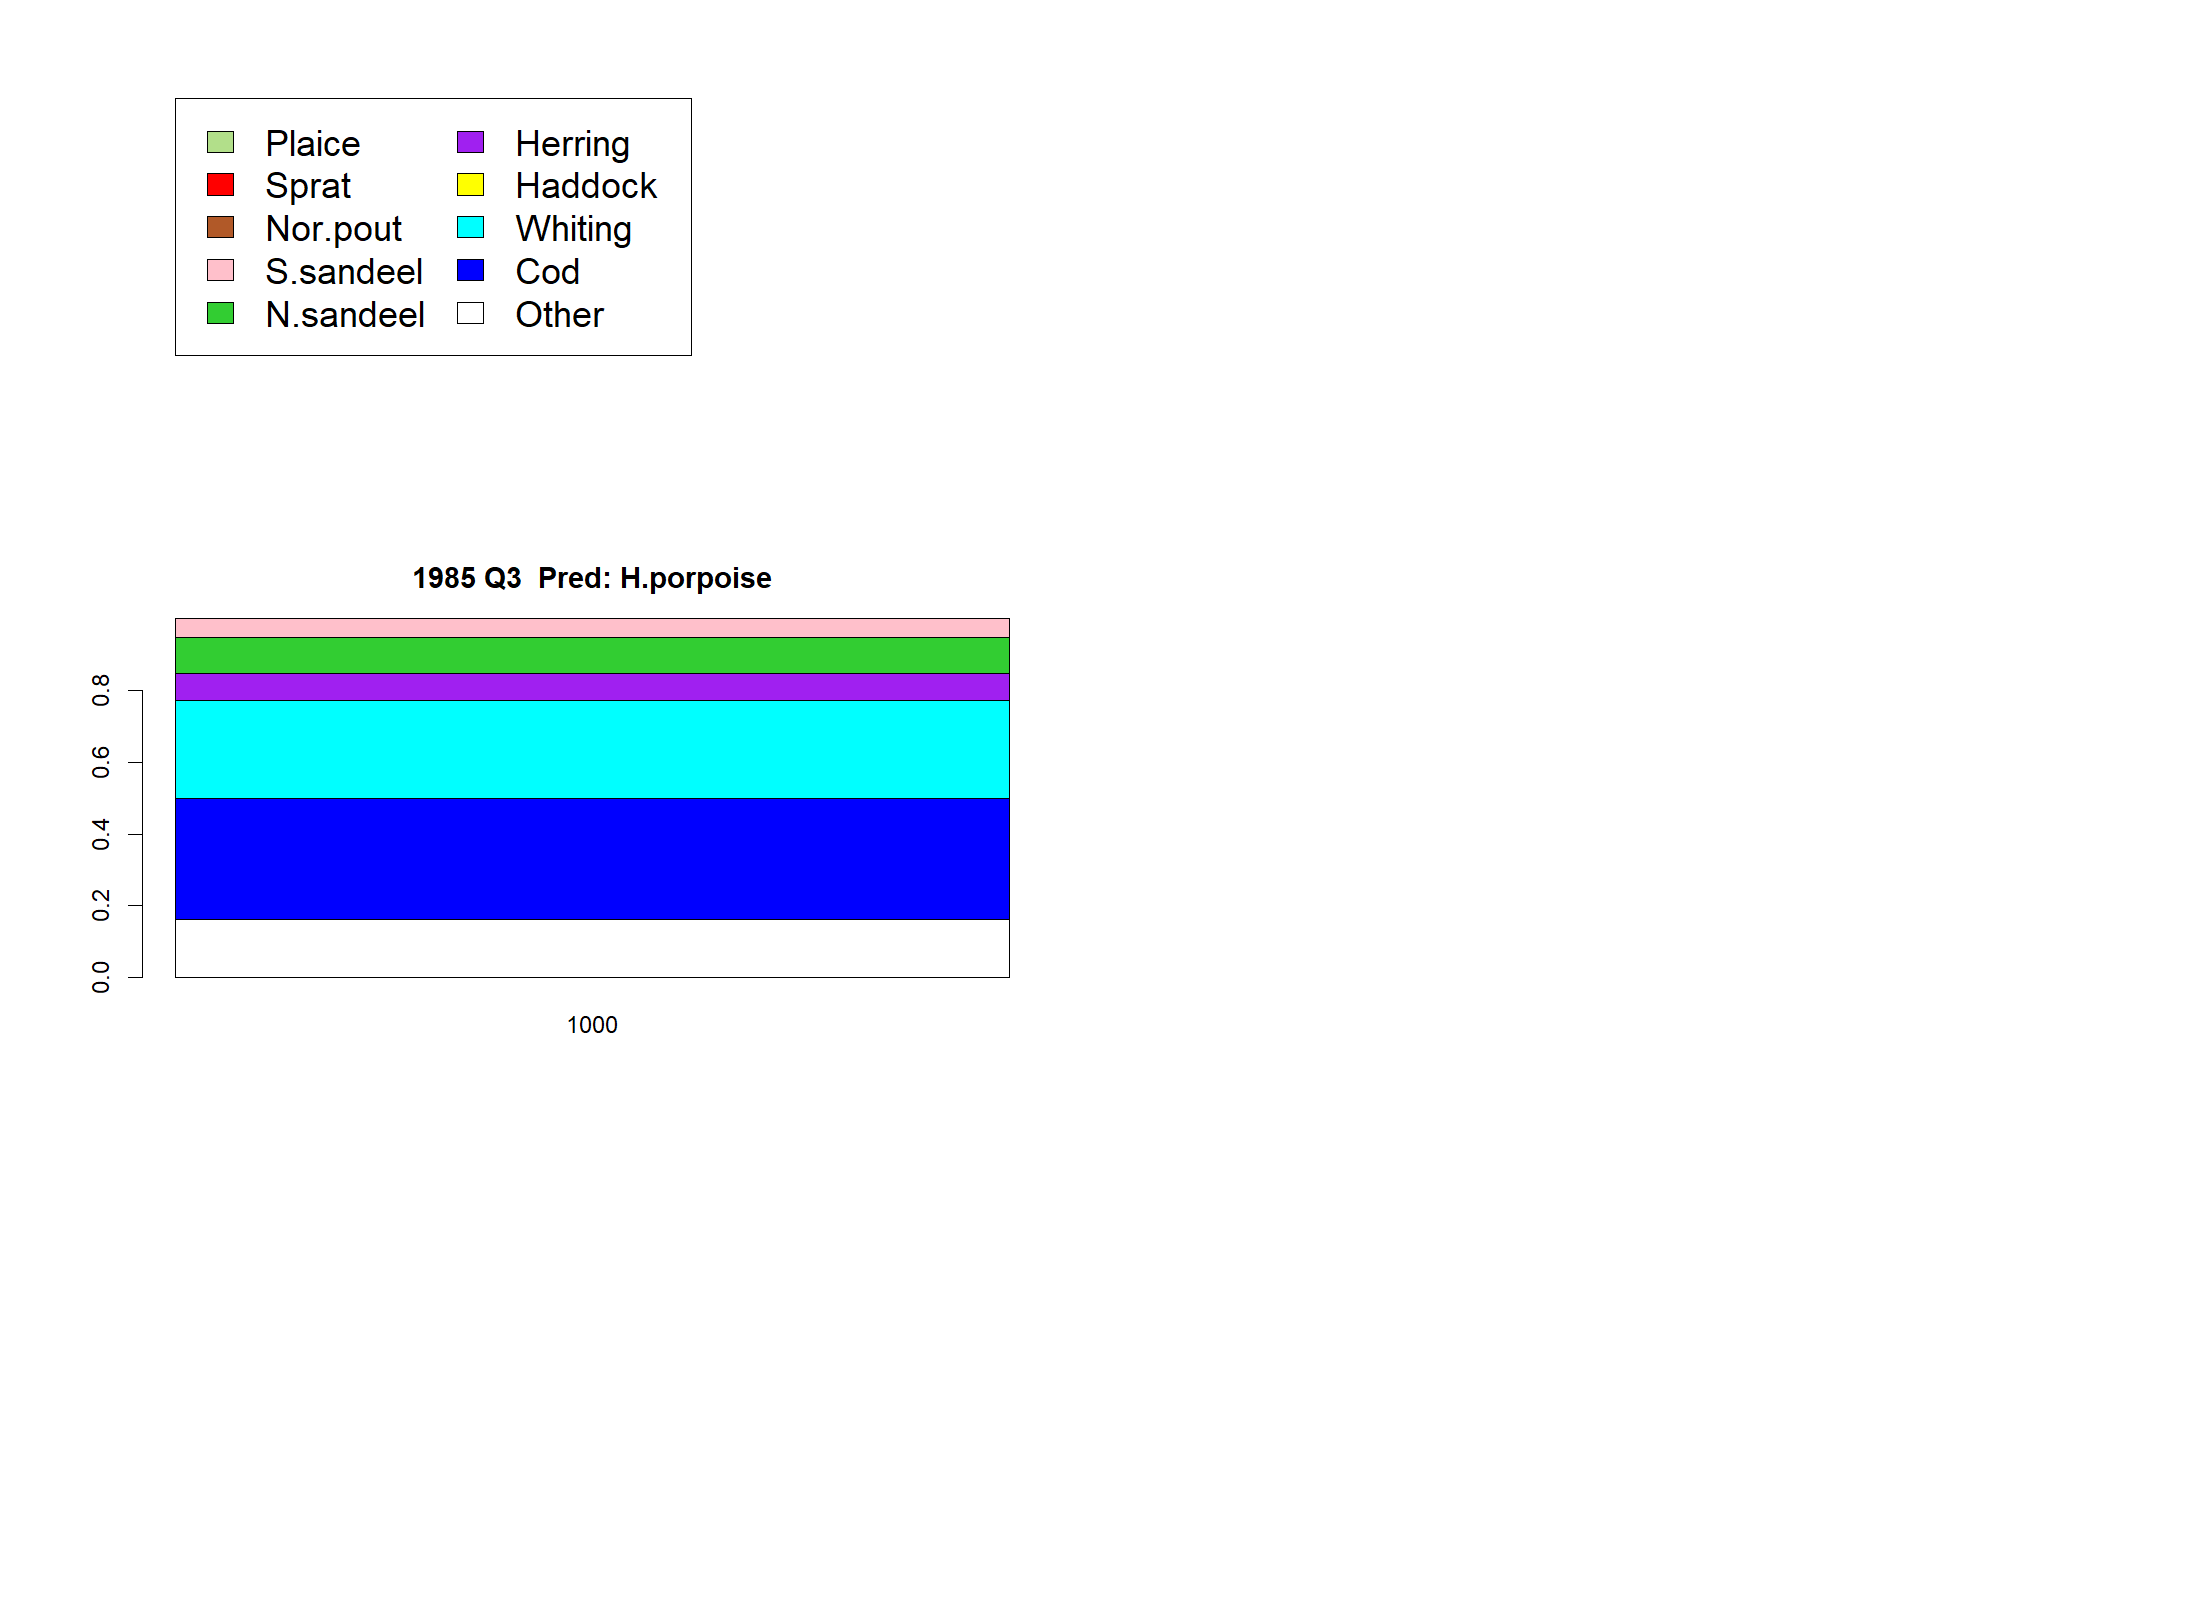 Plaice
Sprat
Nor.pout
S.sandeel
N.sandeel
Herring
Haddock
Whiting
Cod
Other
1985 Q3  Pred: H.porpoise
0.8
0.6
0.4
0.2
0.0
1000